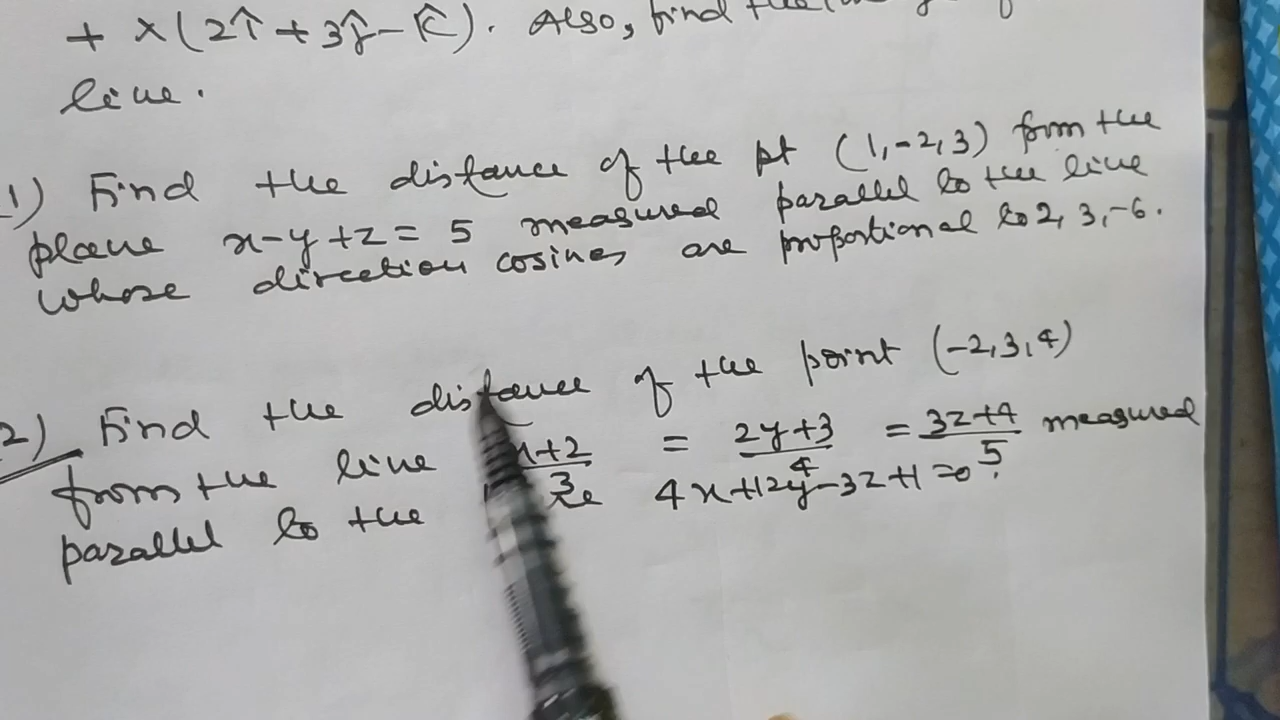 + λ(2î + 3ĵ - k̂). Also, find the
line.
1) Find the distance of the pt (1, -2, 3) from the
plane x-y+z = 5 measured parallel to the line
whose direction cosines are proportional to 2, 3, -6.
2) Find the distance of the point (-2, 3, 4)
from the line x+2/3 = 2y+3/4 = 3z+4/5 measured
parallel to the 4x+12y-3z+1=0.